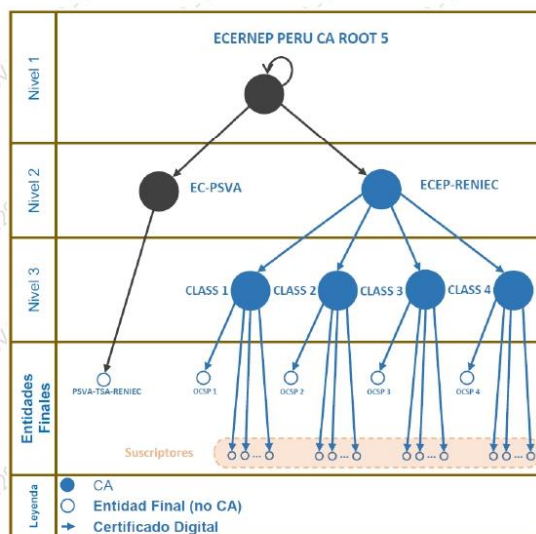 ECERNEP PERU CA ROOT 5
Nivel 1
Nivel 2
EC-PSVA
ECEP-RENIEC
Nivel 3
CLASS 1
CLASS 2
CLASS 3
CLASS 4
Entidades
Finales
PSVA-TSA-RENIEC
OCSP 1
OCSP 2
OCSP 3
OCSP 4
Suscriptores
...
...
...
...
Leyenda
CA
Entidad Final (no CA)
Certificado Digital